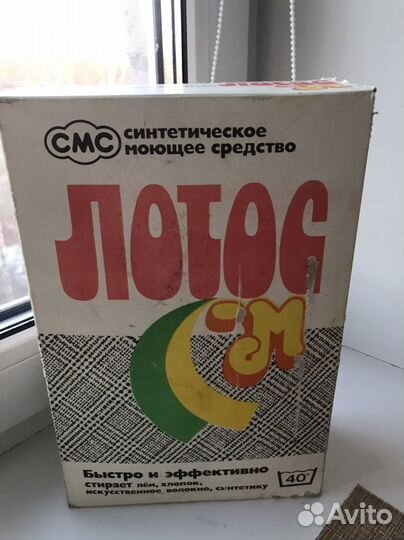 СМС
синтетическое
моющее средство
ЛОТОС
М
Быстро и эффективно
стирает лён, хлопок,
искусственное волокно, синтетику
40°
Avito